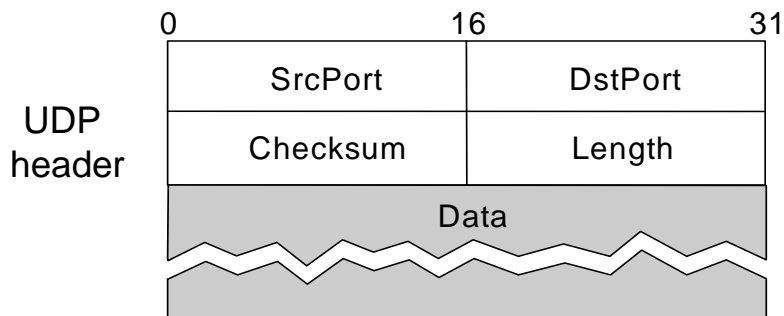 0 16 31
SrcPort DstPort
UDP
header
Checksum Length
Data